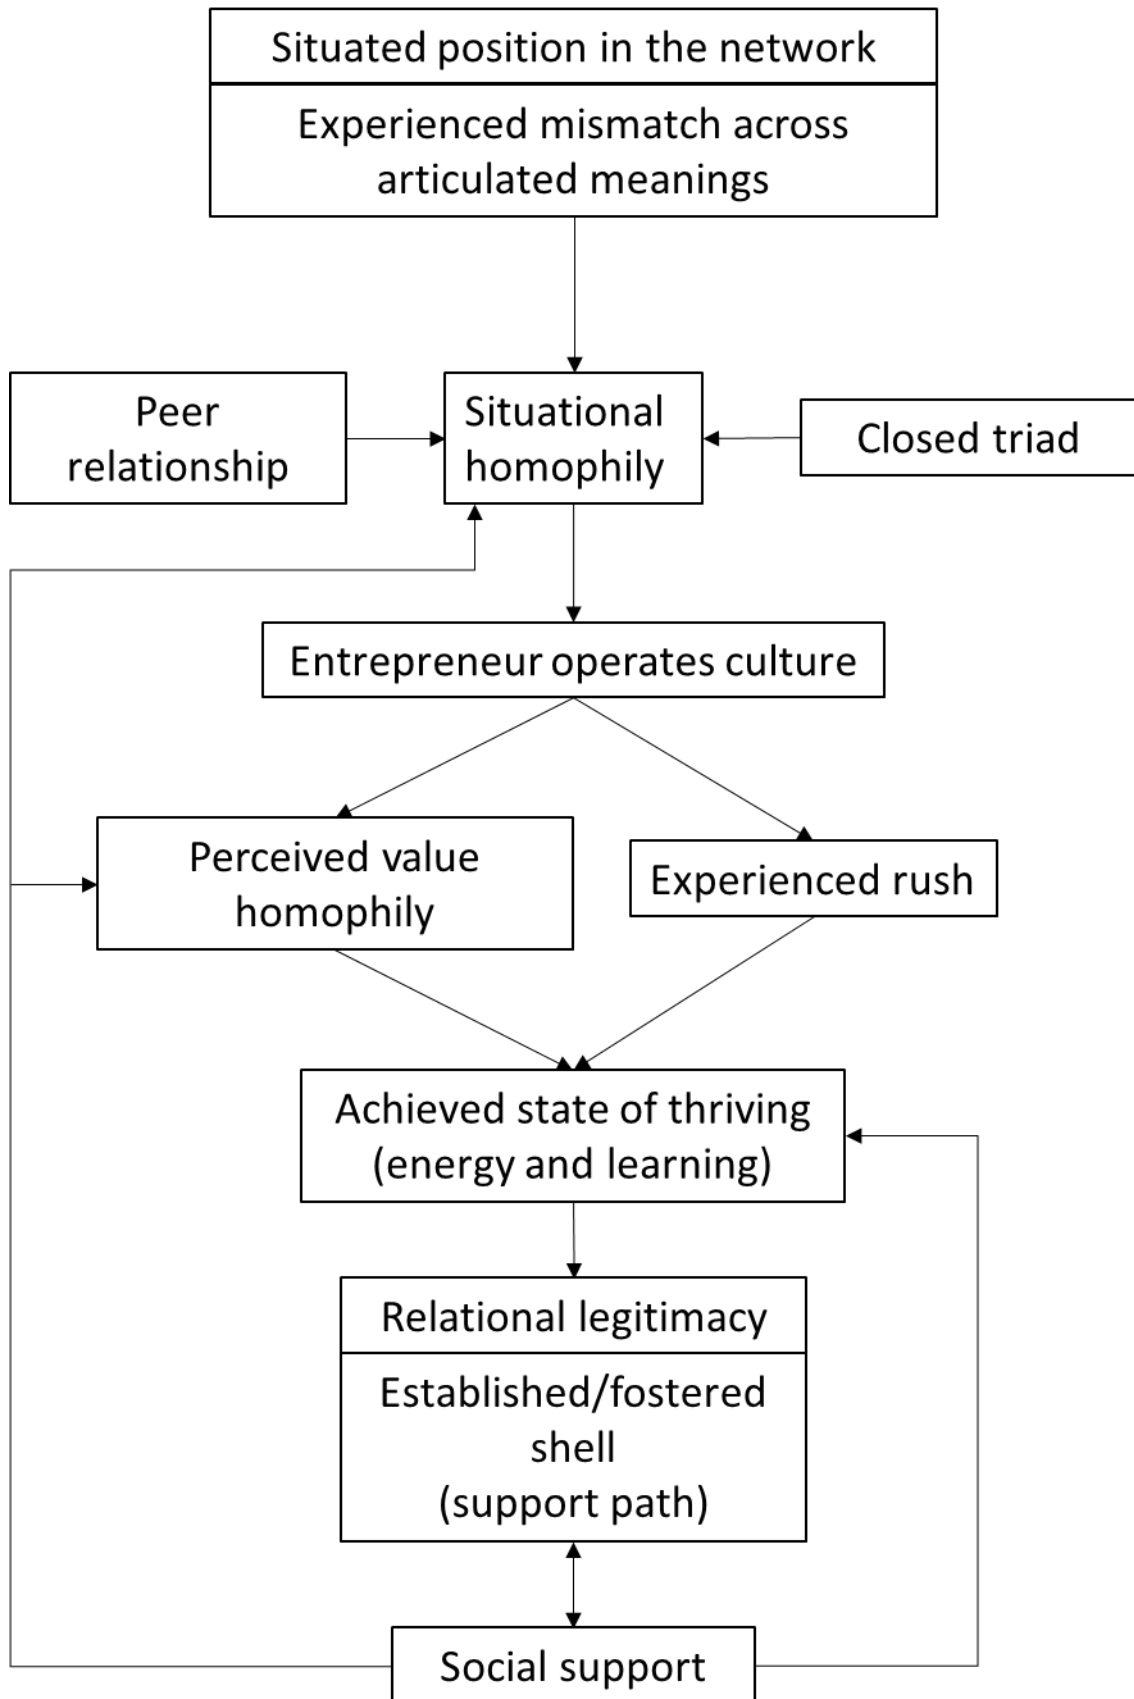 Situated position in the network
Experienced mismatch across
articulated meanings
Peer
relationship
Situational
homophily
Closed triad
Entrepreneur operates culture
Perceived value
homophily
Experienced rush
Achieved state of thriving
(energy and learning)
Relational legitimacy
Established/fostered
shell
(support path)
Social support